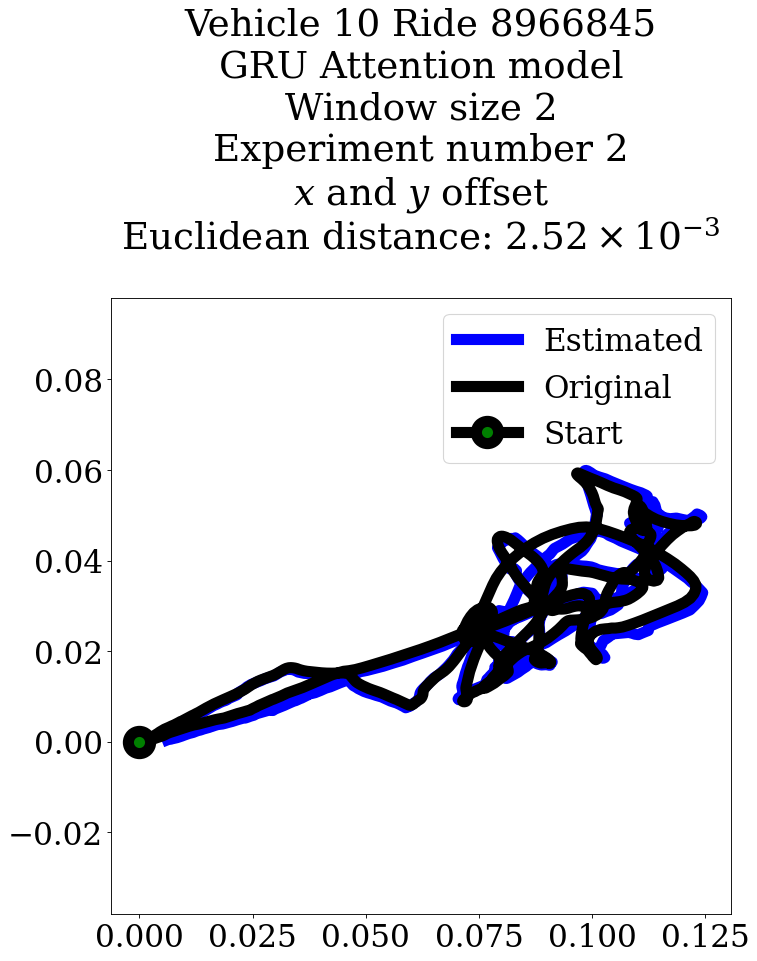 Vehicle 10 Ride 8966845
GRU Attention model
Window size 2
Experiment number 2
x and y offset
Euclidean distance: 2.52 × 10⁻³
Estimated
Original
Start
0.08
0.06
0.04
0.02
0.00
−0.02
0.000 0.025 0.050 0.075 0.100 0.125